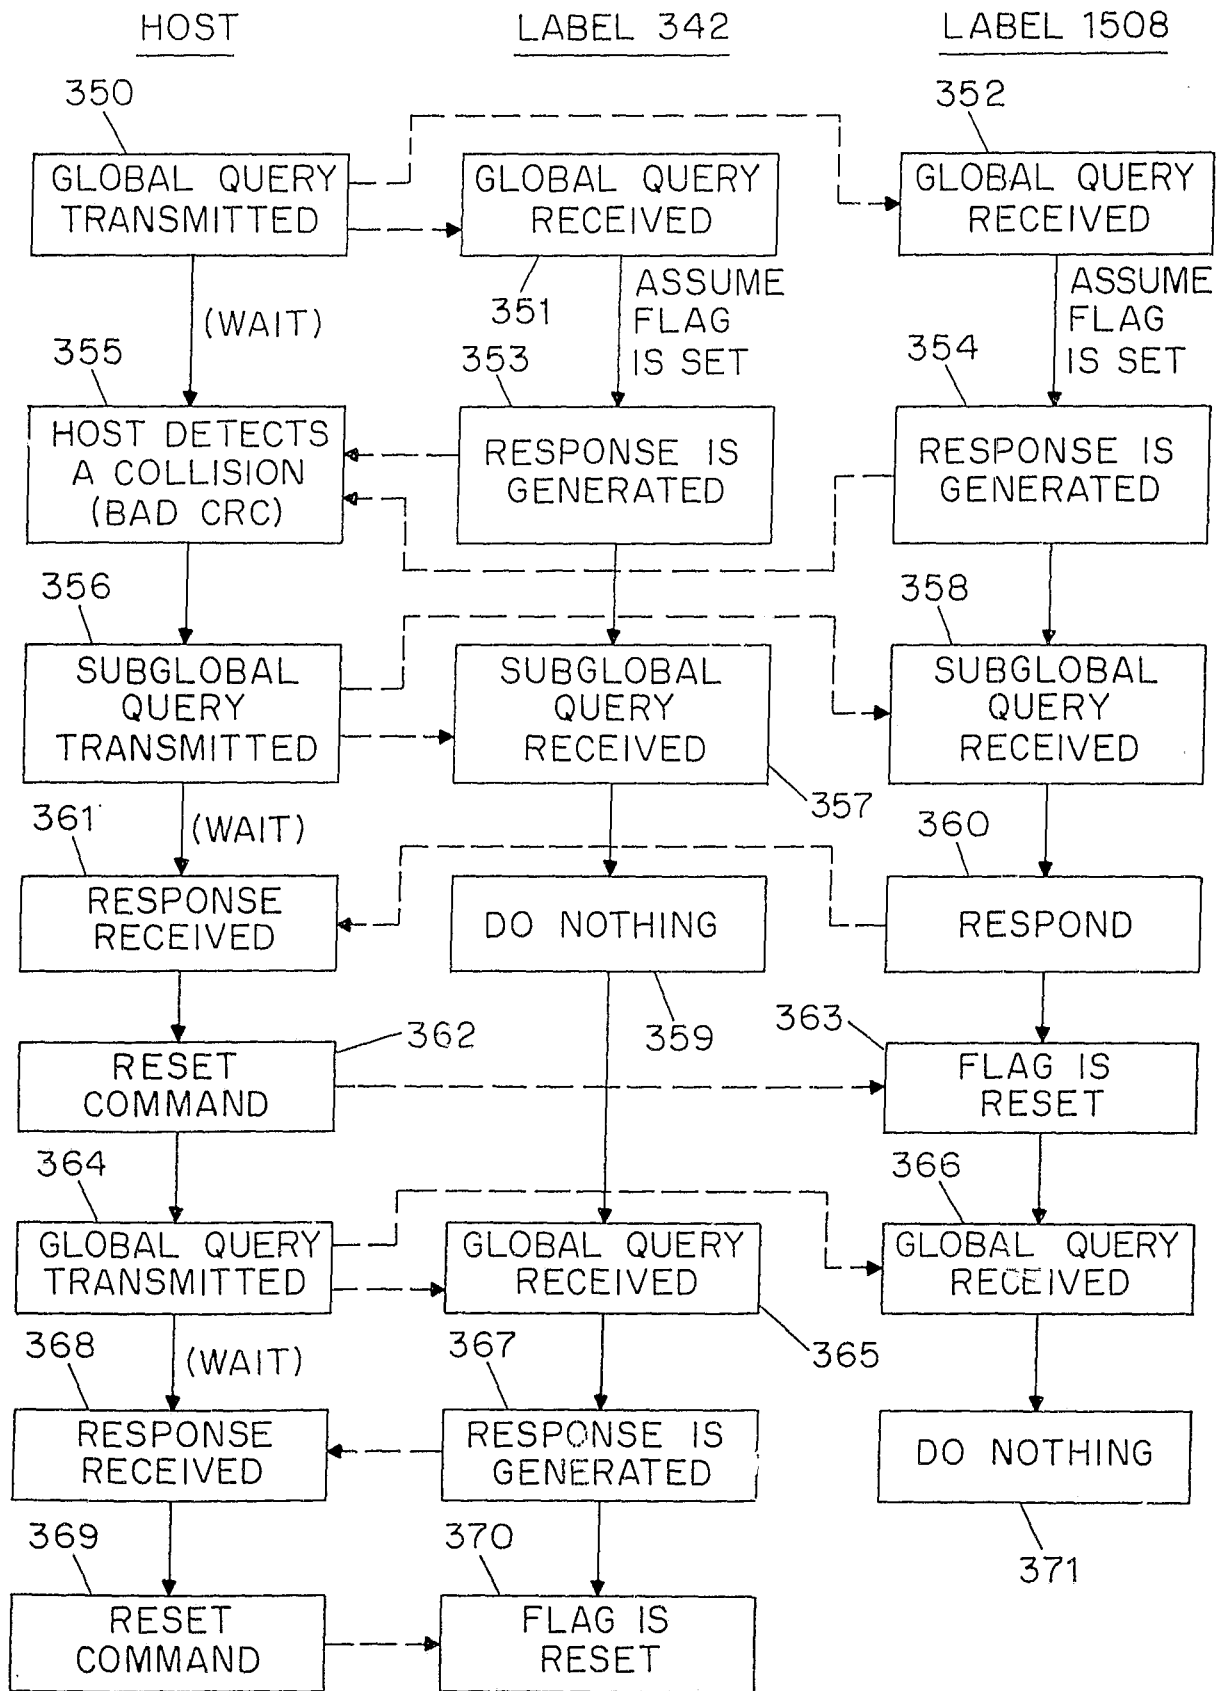 HOST
LABEL 342
LABEL 1508
350
352
GLOBAL QUERY
TRANSMITTED
GLOBAL QUERY
RECEIVED
GLOBAL QUERY
RECEIVED
351
(WAIT)
ASSUME
FLAG
IS SET
ASSUME
FLAG
IS SET
355
353
354
HOST DETECTS
A COLLISION
(BAD CRC)
RESPONSE IS
GENERATED
RESPONSE IS
GENERATED
356
358
SUBGLOBAL
QUERY
TRANSMITTED
SUBGLOBAL
QUERY
RECEIVED
SUBGLOBAL
QUERY
RECEIVED
357
361
(WAIT)
360
RESPONSE
RECEIVED
DO NOTHING
RESPOND
359
362
363
RESET
COMMAND
FLAG IS
RESET
364
366
GLOBAL QUERY
TRANSMITTED
GLOBAL QUERY
RECEIVED
GLOBAL QUERY
RECEIVED
365
368
(WAIT)
367
RESPONSE
RECEIVED
RESPONSE IS
GENERATED
DO NOTHING
371
369
370
RESET
COMMAND
FLAG IS
RESET